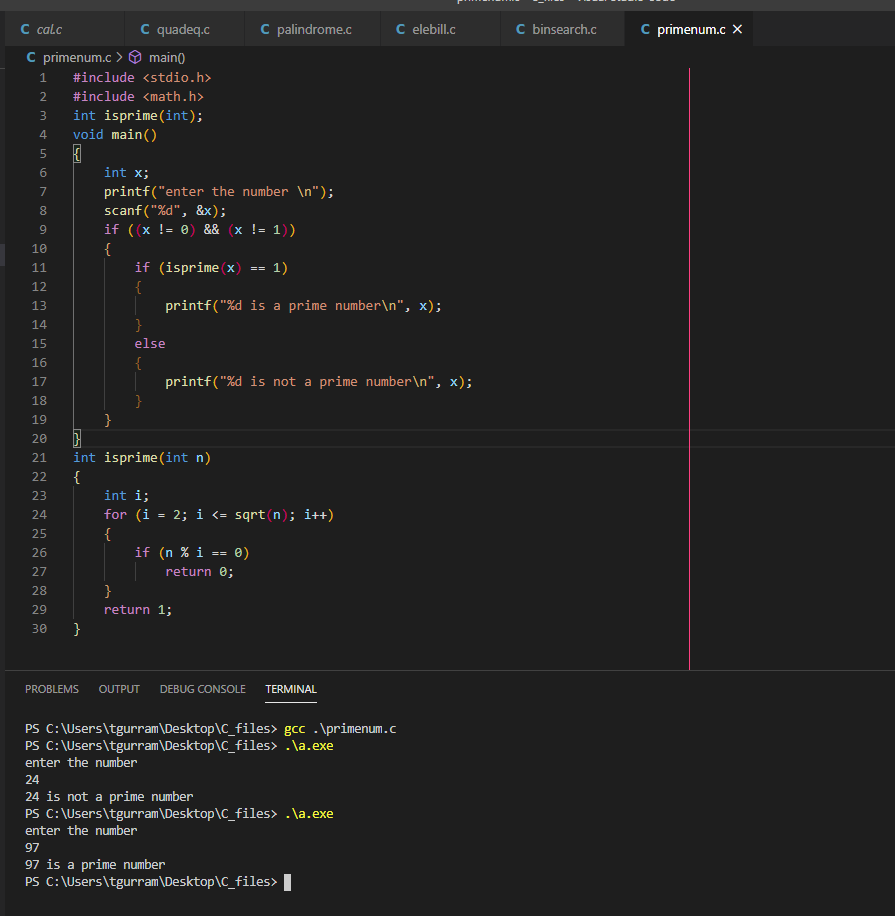 C cal.c C quadeq.c C palindrome.c C elebill.c C binsearch.c C primenum.c ✕
C primenum.c > main()
1 #include <stdio.h>
2 #include <math.h>
3 int isprime(int);
4 void main()
5 {
6 int x;
7 printf("enter the number \n");
8 scanf("%d", &x);
9 if ((x != 0) && (x != 1))
10 {
11 if (isprime(x) == 1)
12 {
13 printf("%d is a prime number\n", x);
14 }
15 else
16 {
17 printf("%d is not a prime number\n", x);
18 }
19 }
20 }
21 int isprime(int n)
22 {
23 int i;
24 for (i = 2; i <= sqrt(n); i++)
25 {
26 if (n % i == 0)
27 return 0;
28 }
29 return 1;
30 }
PROBLEMS OUTPUT DEBUG CONSOLE TERMINAL
PS C:\Users\tgurram\Desktop\C_files> gcc .\primenum.c
PS C:\Users\tgurram\Desktop\C_files> .\a.exe
enter the number
24
24 is not a prime number
PS C:\Users\tgurram\Desktop\C_files> .\a.exe
enter the number
97
97 is a prime number
PS C:\Users\tgurram\Desktop\C_files>